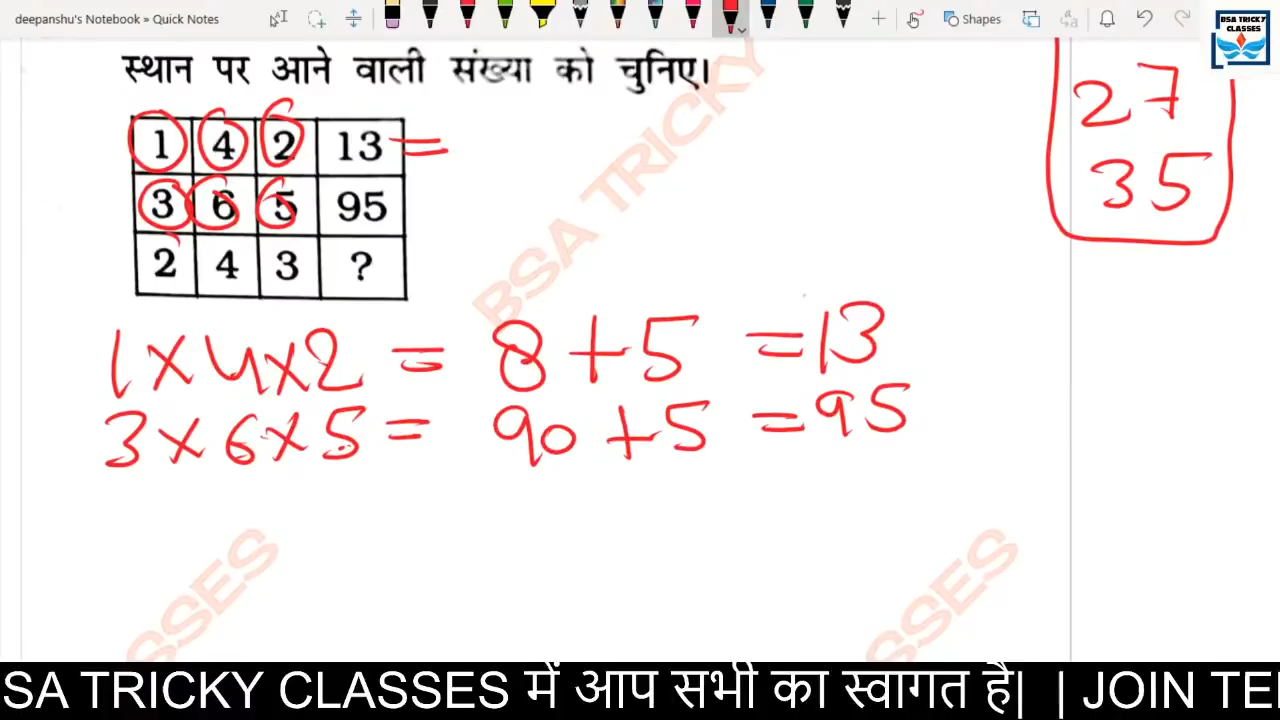 deepanshu's Notebook » Quick Notes
Shapes
BSA TRICKY
CLASSES
स्थान पर आने वाली संख्या को चुनिए।
27
35
1 4 2 13 =
3 6 5 95
2 4 3 ?
BSA TRICKY
1 × 4 × 2 = 8 + 5 = 13
3 × 6 × 5 = 90 + 5 = 95
SSES
SSES
SA TRICKY CLASSES में आप सभी का स्वागत है| | JOIN TE